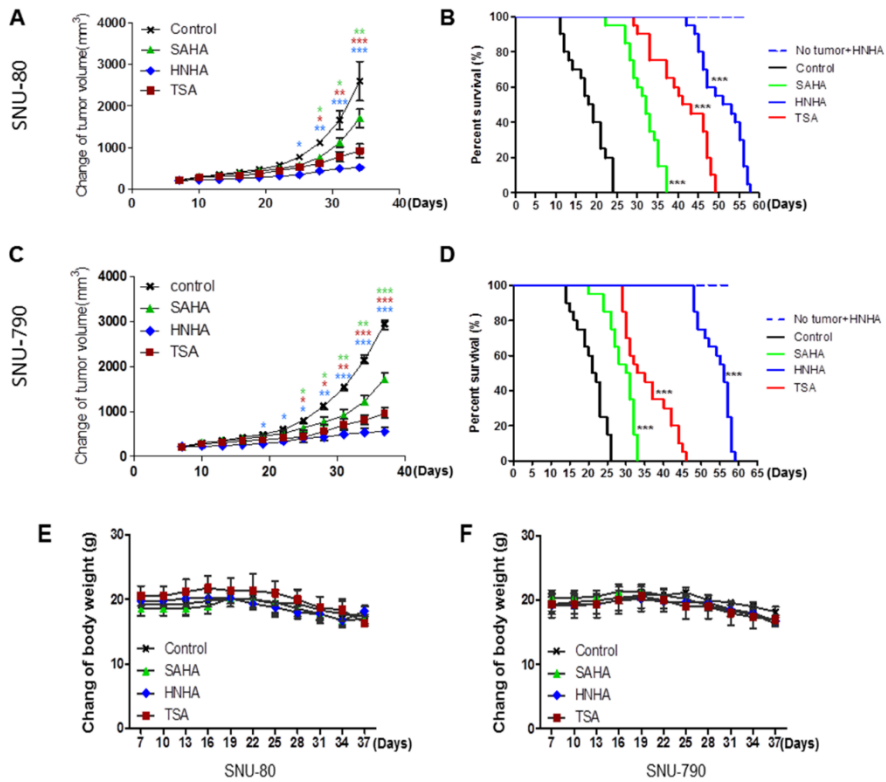 A
SNU-80
Change of tumor volume(mm3)
4000
3000
2000
1000
0
Control
SAHA
HNHA
TSA
**
***
***
*
**
***
*
*
**
*
0 10 20 30 40 (Days)
B
Percent survival (%)
100
80
60
40
20
0
***
***
***
No tumor+HNHA
Control
SAHA
HNHA
TSA
0 5 10 15 20 25 30 35 40 45 50 55 60 (Days)
C
SNU-790
Change of tumor volume(mm3)
4000
3000
2000
1000
0
control
SAHA
HNHA
TSA
***
***
***
**
***
***
**
**
***
*
*
**
*
*
*
*
*
0 10 20 30 40 (Days)
D
Percent survival (%)
100
80
60
40
20
0
***
***
***
No tumor+HNHA
Control
SAHA
HNHA
TSA
0 5 10 15 20 25 30 35 40 45 50 55 60 65
(Days)
E
Chang of body weight (g)
30
20
10
0
Control
SAHA
HNHA
TSA
7 10 13 16 19 22 25 28 31 34 37(Days)
SNU-80
F
Chang of body weight (g)
30
20
10
0
Control
SAHA
HNHA
TSA
7 10 13 16 19 22 25 28 31 34 37(Days)
SNU-790